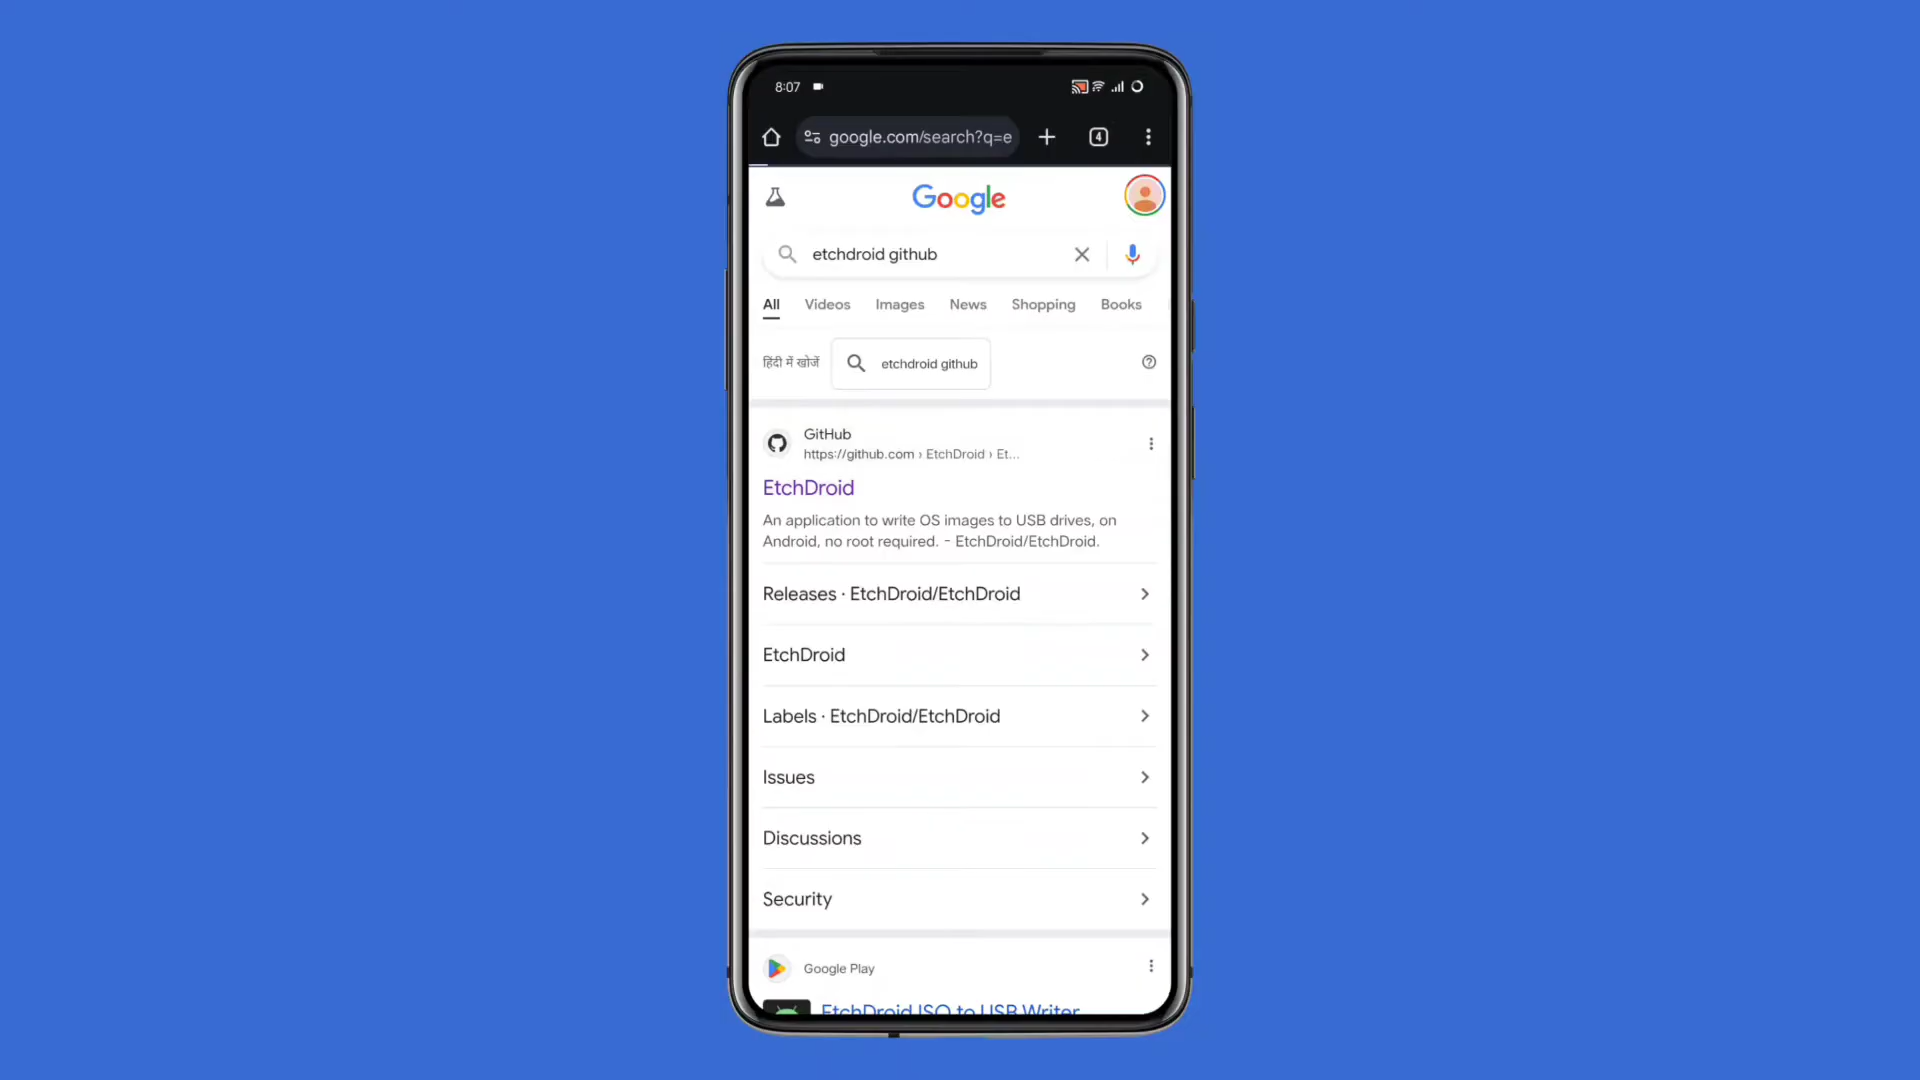 8:07
google.com/search?q=e
4
Google
etchdroid github
All Videos Images News Shopping Books
हिंदी में खोजें etchdroid github
GitHub
https://github.com › EtchDroid › Et...
EtchDroid
An application to write OS images to USB drives, on
Android, no root required. - EtchDroid/EtchDroid.
Releases · EtchDroid/EtchDroid
EtchDroid
Labels · EtchDroid/EtchDroid
Issues
Discussions
Security
Google Play
EtchDroid ISO to USB Writer